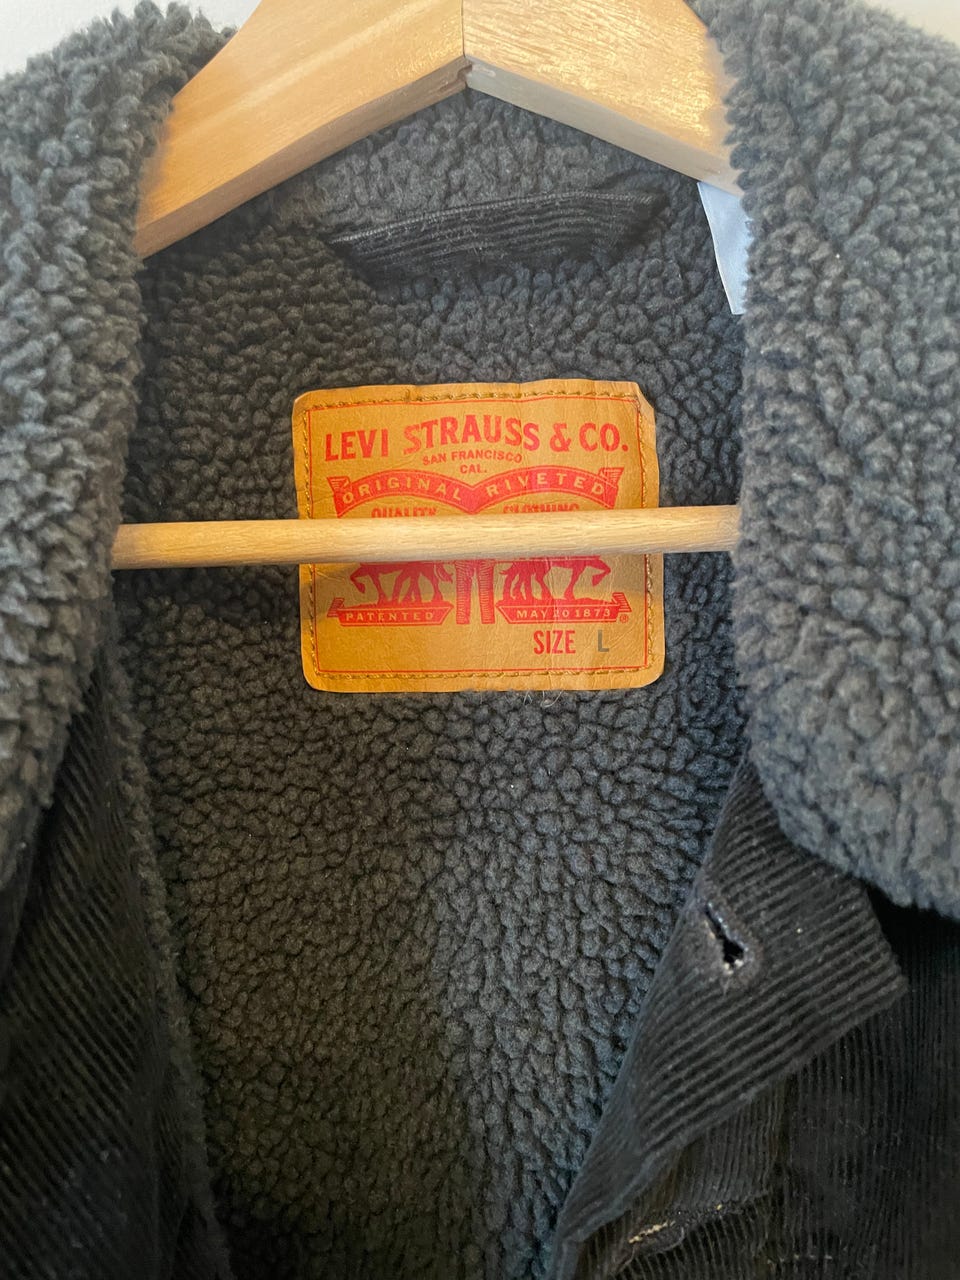 LEVI STRAUSS & CO.
SAN FRANCISCO
CAL.
ORIGINAL RIVETED
QUALITY CLOTHING
PATENTED MAY 20 1873 ®
SIZE L